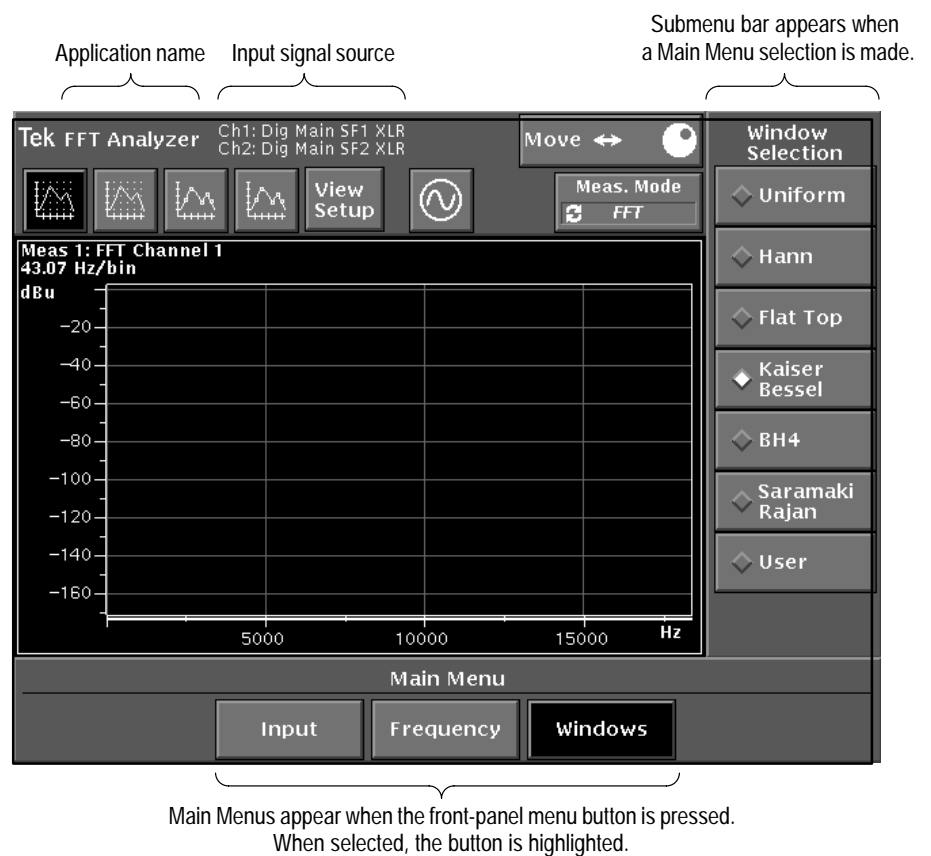 Submenu bar appears when
a Main Menu selection is made.
Application name
Input signal source
Tek FFT Analyzer
Ch1: Dig Main SF1 XLR
Ch2: Dig Main SF2 XLR
Move
Window
Selection
View
Setup
Meas. Mode
FFT
Uniform
Hann
Flat Top
Kaiser
Bessel
BH4
Saramaki
Rajan
User
Meas 1: FFT Channel 1
43.07 Hz/bin
dBu
-20
-40
-60
-80
-100
-120
-140
-160
5000
10000
15000
Hz
Main Menu
Input
Frequency
Windows
Main Menus appear when the front-panel menu button is pressed.
When selected, the button is highlighted.